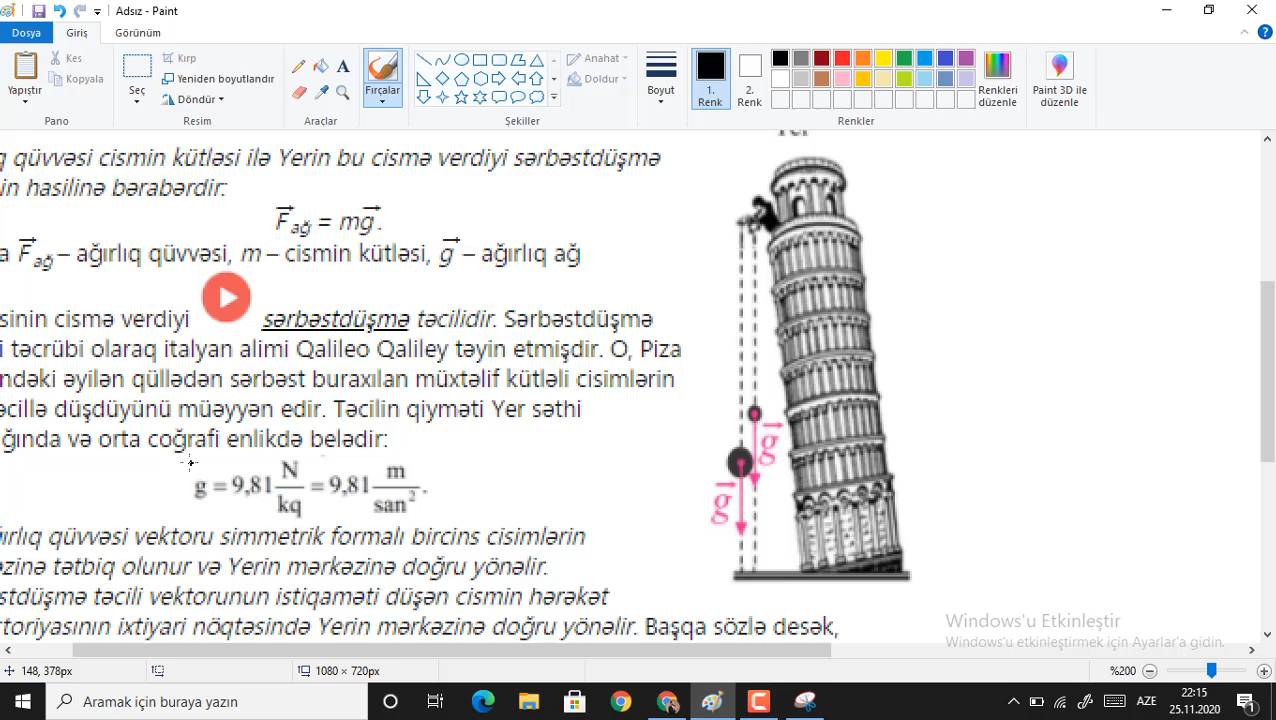 Adsız - Paint
Dosya Giriş Görünüm
Yapıştır Kes Kopyala Pano
Seç Kırp Yeniden boyutlandır Döndür Resim
A Araçlar
Fırçalar
Anahat Doldur Şekiller
Boyut
1. Renk 2. Renk Renkleri düzenle Renkler
Paint 3D ile düzenle
q qüvvəsi cismin kütləsi ilə Yerin bu cismə verdiyi sərbəstdüşmə
in hasilinə bərabərdir:
F⃗ağ = mg⃗.
a F⃗ağ – ağırlıq qüvvəsi, m – cismin kütləsi, g⃗ – ağırlıq ağ
sinin cismə verdiyi sərbəstdüşmə təcilidir. Sərbəstdüşmə
i təcrübi olaraq italyan alimi Qalileo Qaliley təyin etmişdir. O, Piza
ndəki əyilən qüllədən sərbəst buraxılan müxtəlif kütləli cisimlərin
əcillə düşdüyünü müəyyən edir. Təcilin qiyməti Yer səthi
ğında və orta coğrafi enlikdə belədir:
g = 9,81 N/kq = 9,81 m/san².
ğırlıq qüvvəsi vektoru simmetrik formalı bircins cisimlərin
əzinə tətbiq olunur və Yerin mərkəzinə doğru yönəlir.
stdüşmə təcili vektorunun istiqaməti düşən cismin hərəkət
ktoriyasının ixtiyari nöqtəsində Yerin mərkəzinə doğru yönəlir. Başqa sözlə desək,
g⃗
g⃗
Windows'u Etkinleştir
Windows'u etkinleştirmek için Ayarlar'a gidin.
148, 378px
1080 × 720px
%200
Aramak için buraya yazın
AZE
22:15
25.11.2020
1